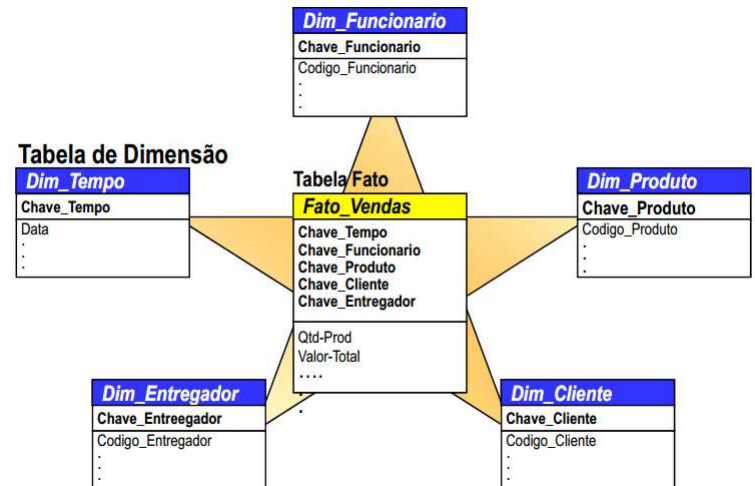 Dim_Funcionario
Chave_Funcionario
Codigo_Funcionario
.
.
.
Tabela de Dimensão
Dim_Tempo
Chave_Tempo
Data
.
.
.
Tabela Fato
Fato_Vendas
Chave_Tempo
Chave_Funcionario
Chave_Produto
Chave_Cliente
Chave_Entregador
Qtd-Prod
Valor-Total
....
.
.
Dim_Produto
Chave_Produto
Codigo_Produto
.
.
.
Dim_Entregador
Chave_Entreegador
Codigo_Entregador
.
.
.
Dim_Cliente
Chave_Cliente
Codigo_Cliente
.
.
.